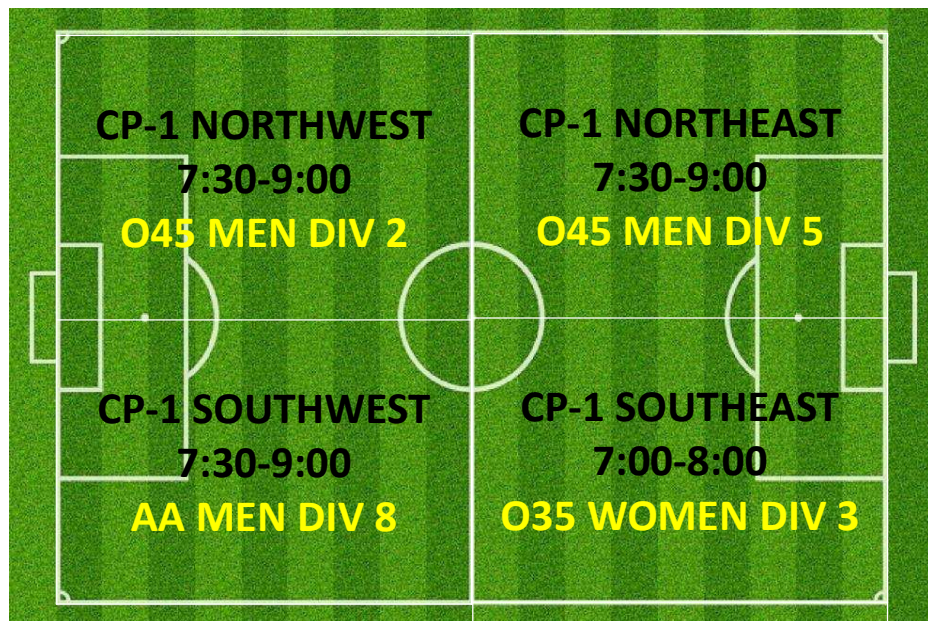 CP-1 NORTHWEST
7:30-9:00
O45 MEN DIV 2
CP-1 NORTHEAST
7:30-9:00
O45 MEN DIV 5
CP-1 SOUTHWEST
7:30-9:00
AA MEN DIV 8
CP-1 SOUTHEAST
7:00-8:00
O35 WOMEN DIV 3